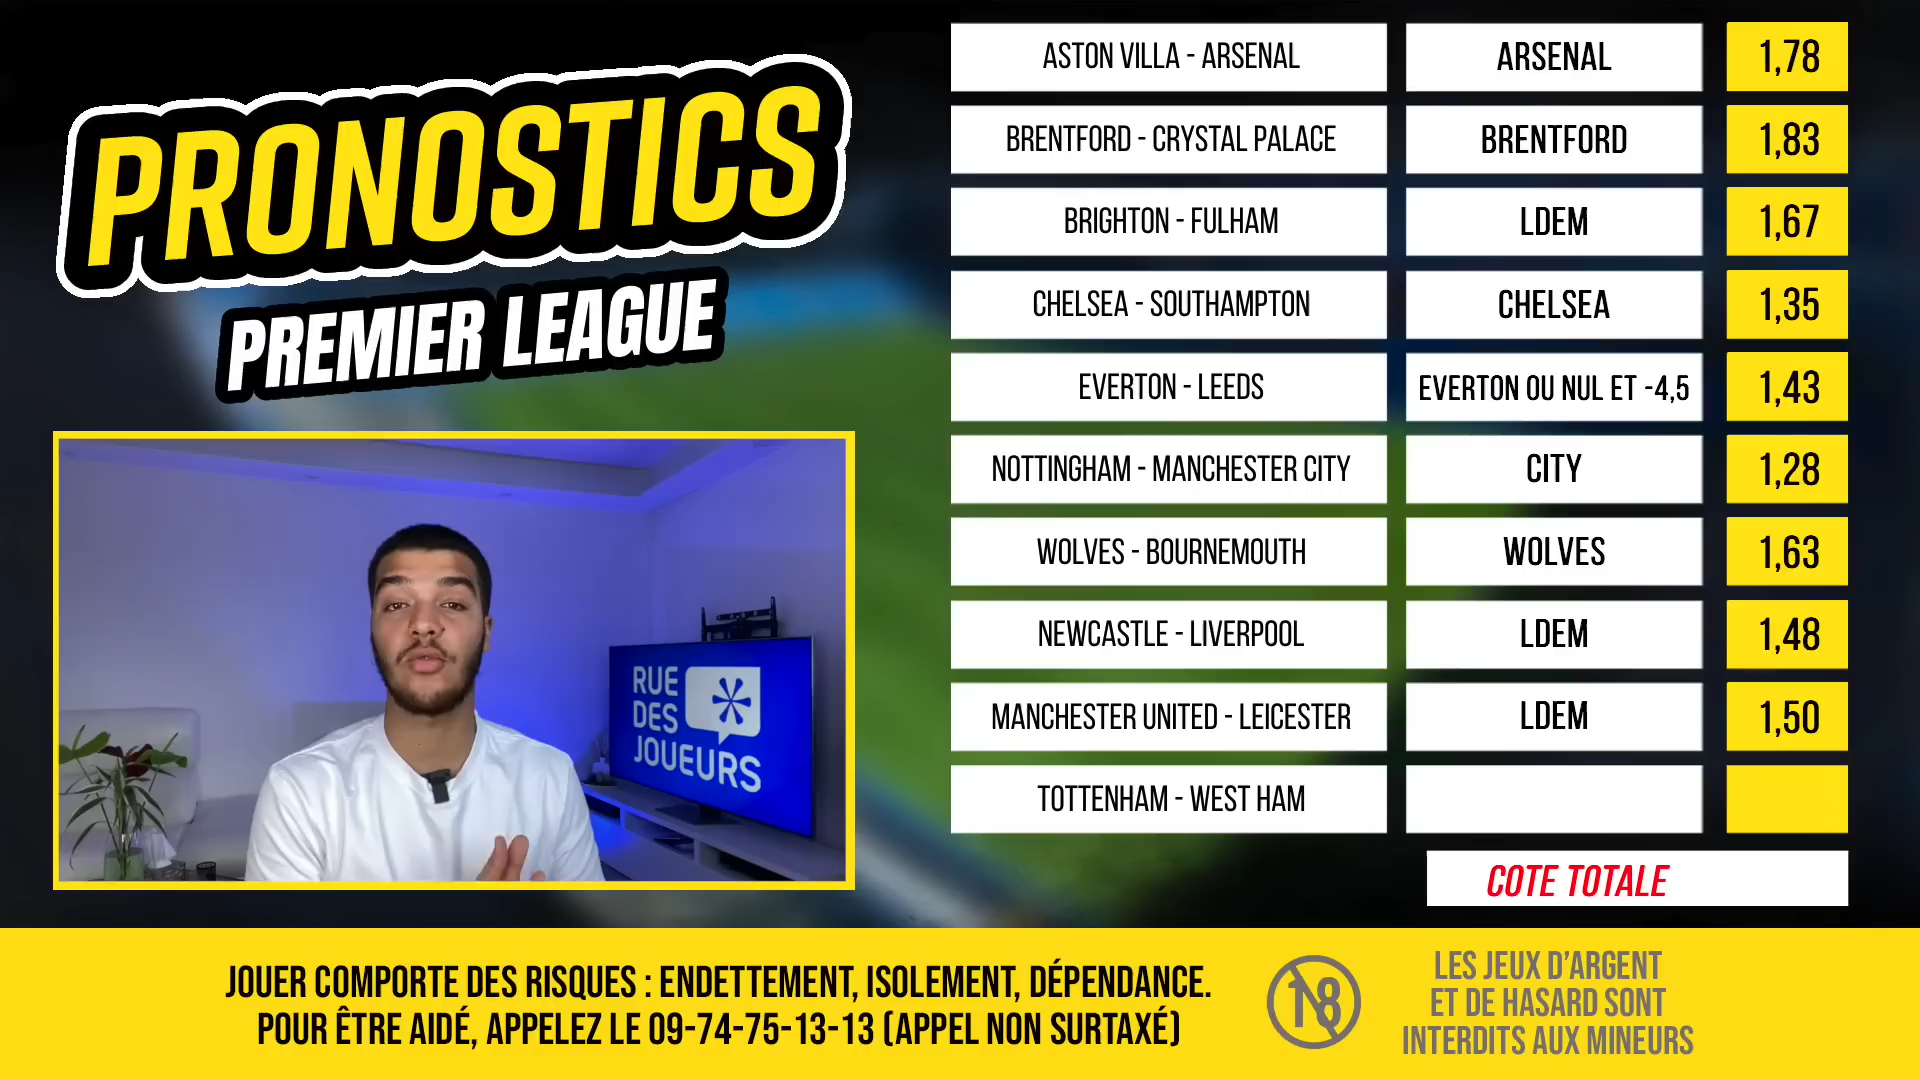 PRONOSTICS
PREMIER LEAGUE
RUE
DES
JOUEURS
ASTON VILLA - ARSENAL ARSENAL 1,78
BRENTFORD - CRYSTAL PALACE BRENTFORD 1,83
BRIGHTON - FULHAM LDEM 1,67
CHELSEA - SOUTHAMPTON CHELSEA 1,35
EVERTON - LEEDS EVERTON OU NUL ET -4,5 1,43
NOTTINGHAM - MANCHESTER CITY CITY 1,28
WOLVES - BOURNEMOUTH WOLVES 1,63
NEWCASTLE - LIVERPOOL LDEM 1,48
MANCHESTER UNITED - LEICESTER LDEM 1,50
TOTTENHAM - WEST HAM
COTE TOTALE
JOUER COMPORTE DES RISQUES : ENDETTEMENT, ISOLEMENT, DÉPENDANCE.
POUR ÊTRE AIDÉ, APPELEZ LE 09-74-75-13-13 (APPEL NON SURTAXÉ)
18
LES JEUX D'ARGENT
ET DE HASARD SONT
INTERDITS AUX MINEURS